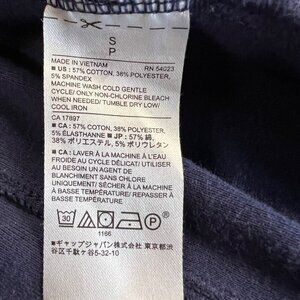 S
P
MADE IN VIETNAM RN 54023
■ US : 57% COTTON, 38% POLYESTER,
5% SPANDEX
MACHINE WASH COLD GENTLE
CYCLE/ ONLY NON-CHLORINE BLEACH
WHEN NEEDED/ TUMBLE DRY LOW/
COOL IRON
CA 17897
■ CA : 57% COTON, 38% POLYESTER,
5% ÉLASTHANNE ■ JP : 57% 綿,
38% ポリエステル, 5% ポリウレタン
■ CA : LAVER À LA MACHINE À L'EAU
FROIDE AU CYCLE DÉLICAT/ UTILISER
AU BESOIN UN AGENT DE
BLANCHIMENT SANS CHLORE
UNIQUEMENT/ SÉCHER À LA MACHINE
À BASSE TEMPÉRATURE/ REPASSER À
BASSE TEMPÉRATURE
30 P
1166
■ ギャップジャパン㈱ 東京都渋
谷区千駄ヶ谷5-32-10